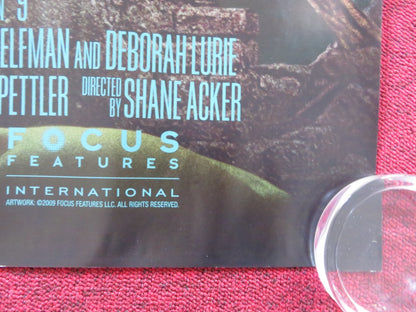 9
ELFMAN AND DEBORAH LURIE
PETTLER DIRECTED BY SHANE ACKER
FOCUS
FEATURES
INTERNATIONAL
ARTWORK: ©2009 FOCUS FEATURES LLC. ALL RIGHTS RESERVED.